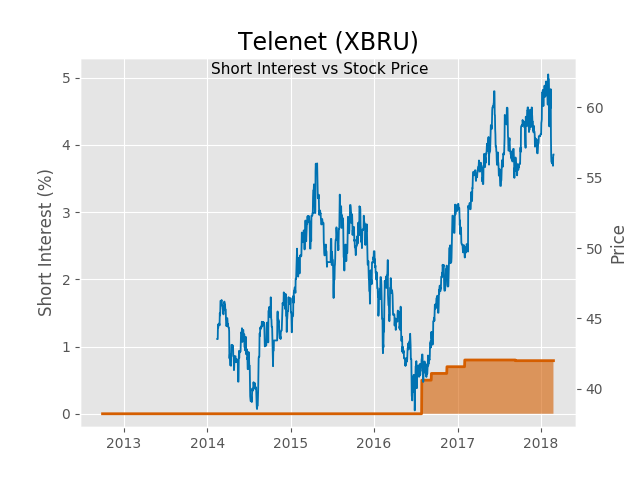 Telenet (XBRU)
Short Interest vs Stock Price
Short Interest (%)
5
4
3
2
1
0
60
55
50
45
40
Price
2013 2014 2015 2016 2017 2018